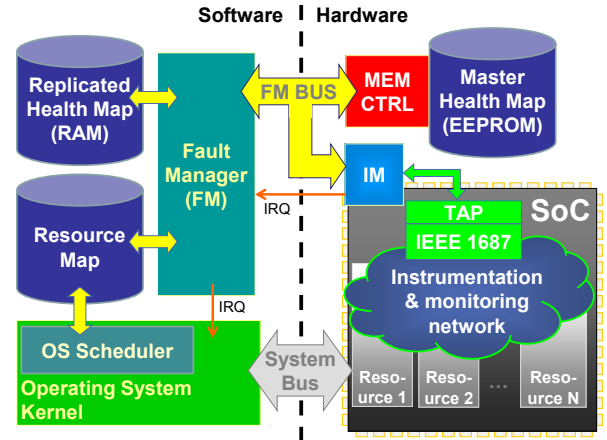 Software
Hardware
Replicated
Health Map
(RAM)
Fault
Manager
(FM)
FM BUS
MEM
CTRL
Master
Health Map
(EEPROM)
IM
IRQ
TAP
IEEE 1687
SoC
Resource
Map
Instrumentation
& monitoring
network
IRQ
OS Scheduler
Operating System
Kernel
System
Bus
Reso-
urce 1
Reso-
urce 2
...
Reso-
urce N